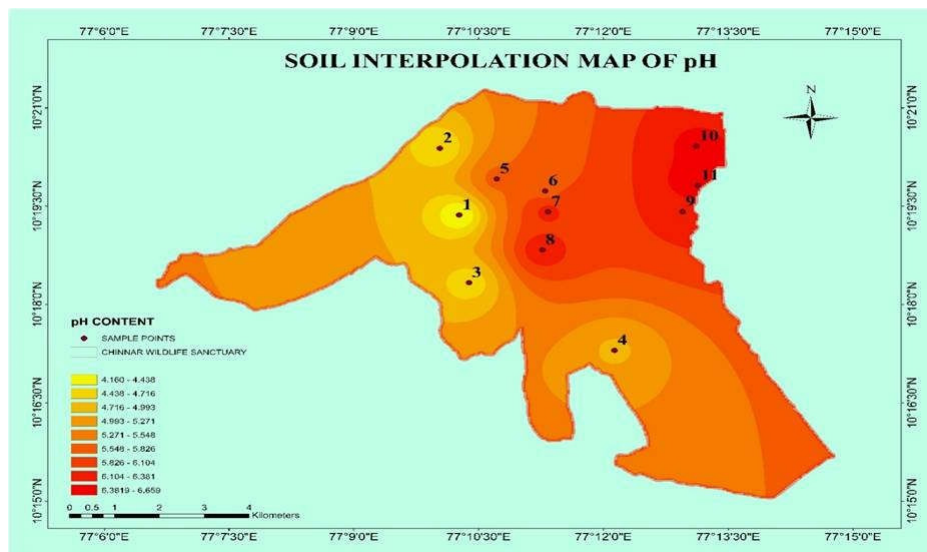 77°6'0"E 77°7'30"E 77°9'0"E 77°10'30"E 77°12'0"E 77°13'30"E 77°15'0"E
SOIL INTERPOLATION MAP OF pH
N
10°21'0"N 10°21'0"N
10
2
5
11
6
10°19'30"N 10°19'30"N
1
7
9
8
3
10°18'0"N 10°18'0"N
pH CONTENT
SAMPLE POINTS
4
CHINNAR WILDLIFE SANCTUARY
4.160 - 4.438
4.438 - 4.716
10°16'30"N 10°16'30"N
4.716 - 4.993
4.993 - 5.271
5.271 - 5.548
5.548 - 5.826
5.826 - 6.104
6.104 - 6.381
6.3819 - 6.659
10°15'0"N 10°15'0"N
0 0.5 1 2 3 4
Kilometers
77°6'0"E 77°7'30"E 77°9'0"E 77°10'30"E 77°12'0"E 77°13'30"E 77°15'0"E